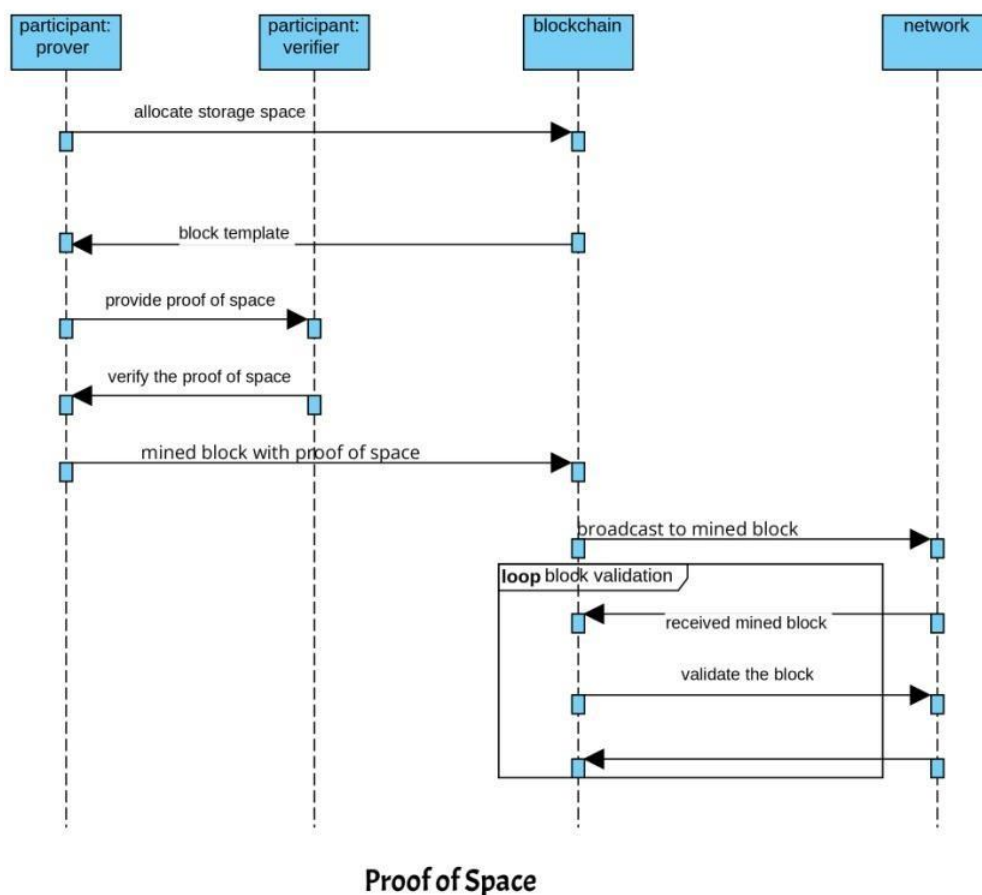 participant:
prover
participant:
verifier
blockchain
network
allocate storage space
block template
provide proof of space
verify the proof of space
mined block with proof of space
broadcast to mined block
loop block validation
received mined block
validate the block
Proof of Space